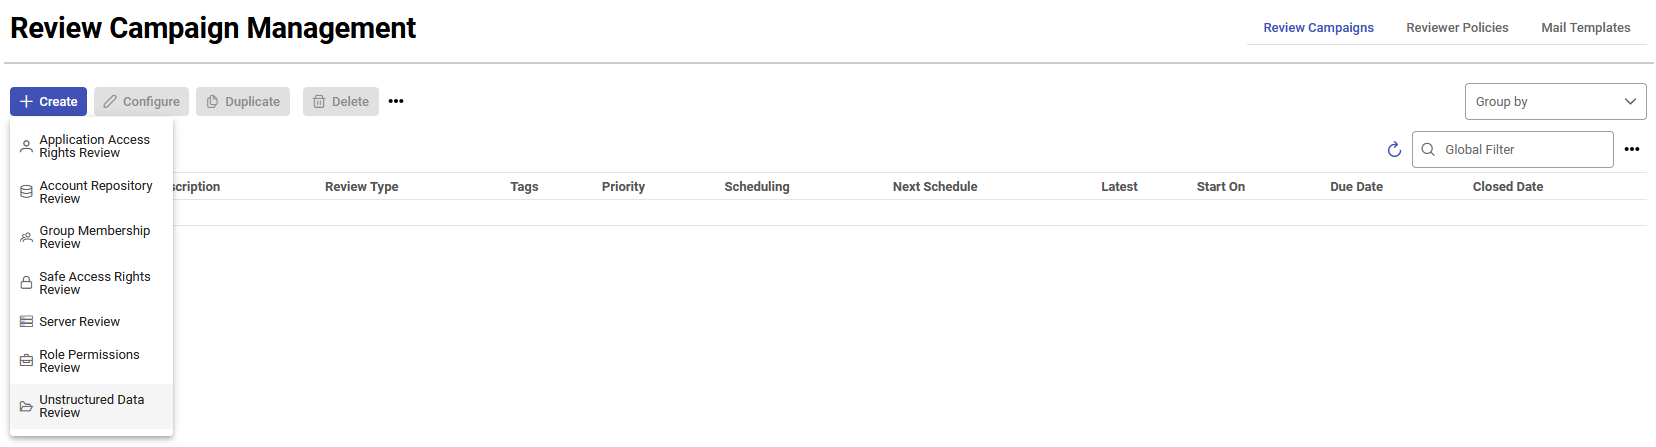 Review Campaign Management
Review Campaigns
Reviewer Policies
Mail Templates
Create
Configure
Duplicate
Delete
Group by
Application Access
Rights Review
Account Repository
Review
Group Membership
Review
Safe Access Rights
Review
Server Review
Role Permissions
Review
Unstructured Data
Review
Global Filter
scription
Review Type
Tags
Priority
Scheduling
Next Schedule
Latest
Start On
Due Date
Closed Date